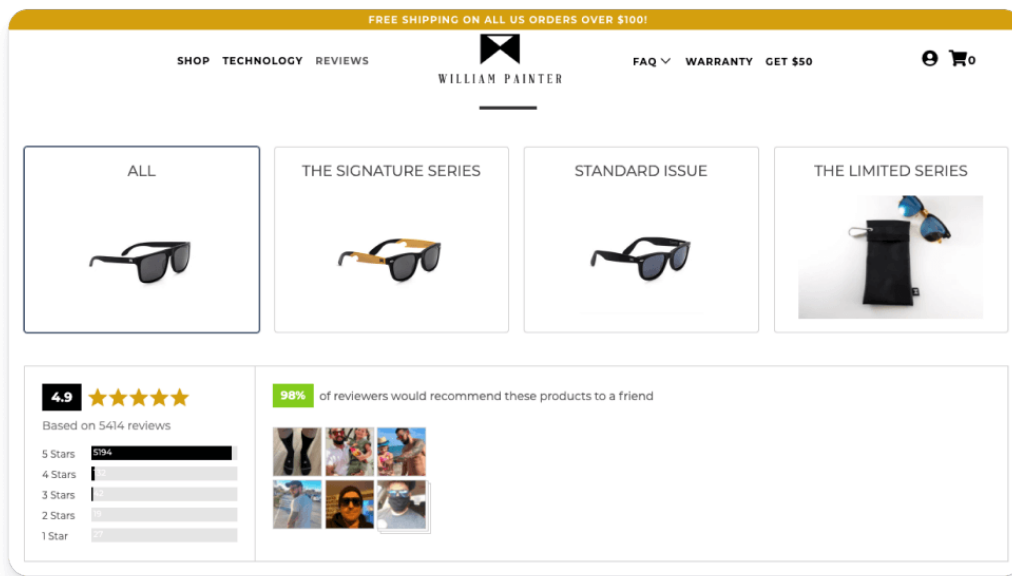 FREE SHIPPING ON ALL US ORDERS OVER $100!
SHOP TECHNOLOGY REVIEWS
WILLIAM PAINTER
FAQ WARRANTY GET $50
0
ALL
THE SIGNATURE SERIES
STANDARD ISSUE
THE LIMITED SERIES
4.9
Based on 5414 reviews
5 Stars 5194
4 Stars
3 Stars
2 Stars
1 Star 27
98% of reviewers would recommend these products to a friend